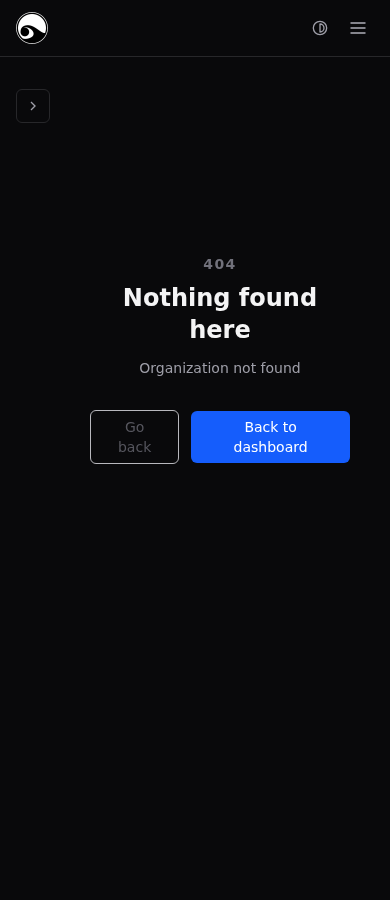 404
Nothing found
here
Organization not found
Go
back
Back to
dashboard